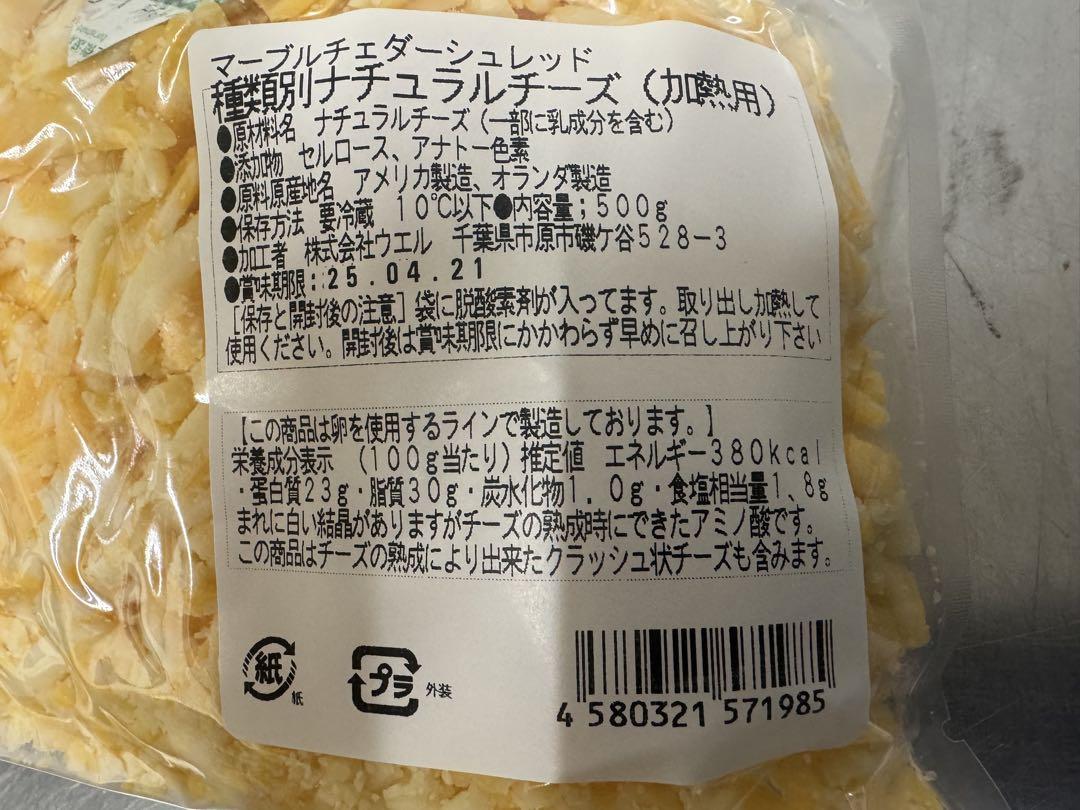 マーブルチェダーシュレッド
種類別ナチュラルチーズ（加熱用）
●原材料名 ナチュラルチーズ（一部に乳成分を含む）
●添加物 セルロース、アナトー色素
●原料原産地名 アメリカ製造、オランダ製造
●保存方法 要冷蔵 10℃以下●内容量；500g
●加工者 株式会社ウエル 千葉県市原市磯ケ谷528－3
●賞味期限:25.04.21
［保存と開封後の注意］袋に脱酸素剤が入ってます。取り出し加熱して
使用ください。開封後は賞味期限にかかわらず早めに召し上がり下さい
【この商品は卵を使用するラインで製造しております。】
栄養成分表示 （100g当たり）推定値 エネルギー380kcal
・蛋白質23g・脂質30g・炭水化物1.0g・食塩相当量1.8g
まれに白い結晶がありますがチーズの熟成時にできたアミノ酸です。
この商品はチーズの熟成により出来たクラッシュ状チーズも含みます。
紙 紙 プラ 外装
4 580321 571985